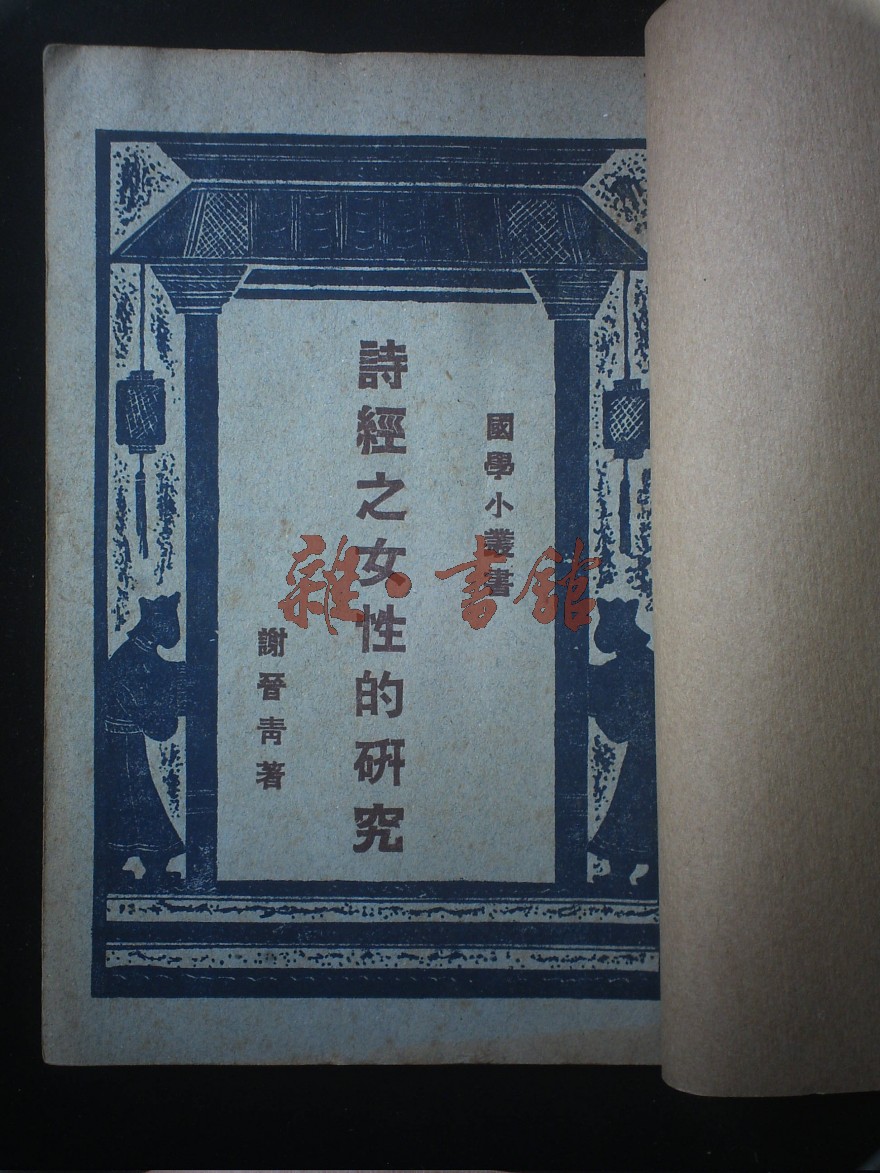 國學小叢書
詩經之女性的研究
謝晉青著
雜·書館